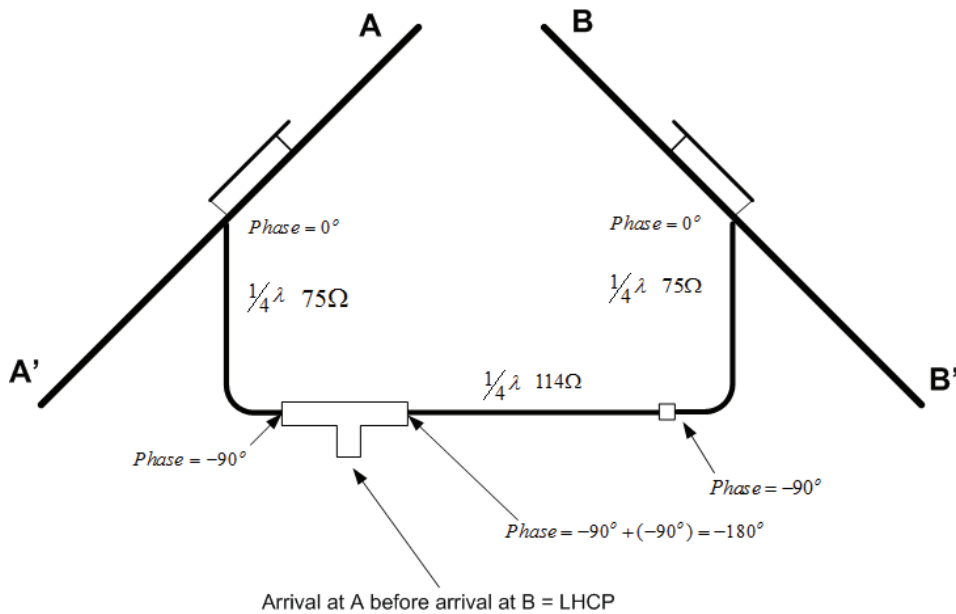 A
B
Phase = 0°
Phase = 0°
1/4 λ 75Ω
1/4 λ 75Ω
A’
B’
1/4 λ 114Ω
Phase = −90°
Phase = −90°
Phase = −90° + (−90°) = −180°
Arrival at A before arrival at B = LHCP